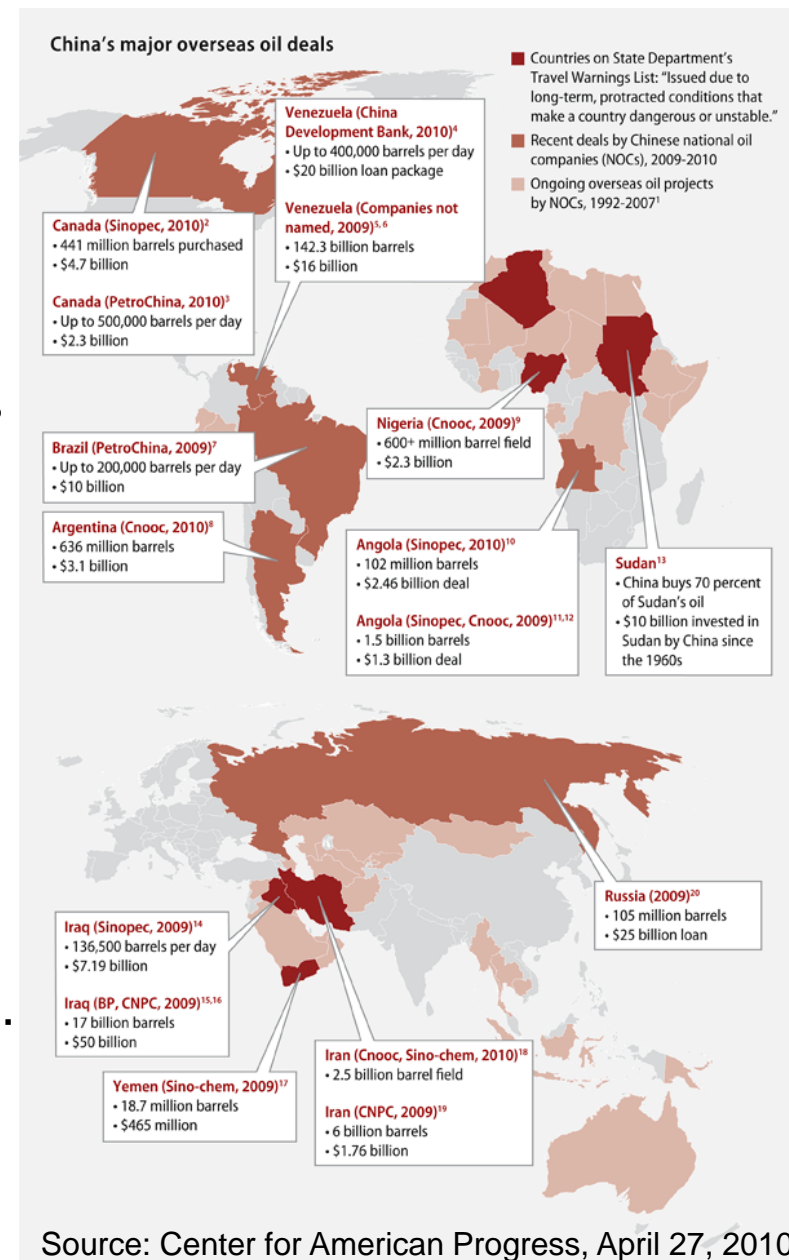 China’s major overseas oil deals
Countries on State Department’s
Travel Warnings List: “Issued due to
long-term, protracted conditions that
make a country dangerous or unstable.”
Recent deals by Chinese national oil
companies (NOCs), 2009-2010
Ongoing overseas oil projects
by NOCs, 1992-2007¹
Venezuela (China
Development Bank, 2010)⁴
• Up to 400,000 barrels per day
• $20 billion loan package
Venezuela (Companies not
named, 2009)⁵,⁶
• 142.3 billion barrels
• $16 billion
Canada (Sinopec, 2010)²
• 441 million barrels purchased
• $4.7 billion
Canada (PetroChina, 2010)³
• Up to 500,000 barrels per day
• $2.3 billion
Brazil (PetroChina, 2009)⁷
• Up to 200,000 barrels per day
• $10 billion
Argentina (Cnooc, 2010)⁸
• 636 million barrels
• $3.1 billion
Nigeria (Cnooc, 2009)⁹
• 600+ million barrel field
• $2.3 billion
Angola (Sinopec, 2010)¹⁰
• 102 million barrels
• $2.46 billion deal
Angola (Sinopec, Cnooc, 2009)¹¹,¹²
• 1.5 billion barrels
• $1.3 billion deal
Sudan¹³
• China buys 70 percent
of Sudan’s oil
• $10 billion invested in
Sudan by China since
the 1960s
Russia (2009)²⁰
• 105 million barrels
• $25 billion loan
Iraq (Sinopec, 2009)¹⁴
• 136,500 barrels per day
• $7.19 billion
Iraq (BP, CNPC, 2009)¹⁵,¹⁶
• 17 billion barrels
• $50 billion
Yemen (Sino-chem, 2009)¹⁷
• 18.7 million barrels
• $465 million
Iran (Cnooc, Sino-chem, 2010)¹⁸
• 2.5 billion barrel field
Iran (CNPC, 2009)¹⁹
• 6 billion barrels
• $1.76 billion
Source: Center for American Progress, April 27, 2010